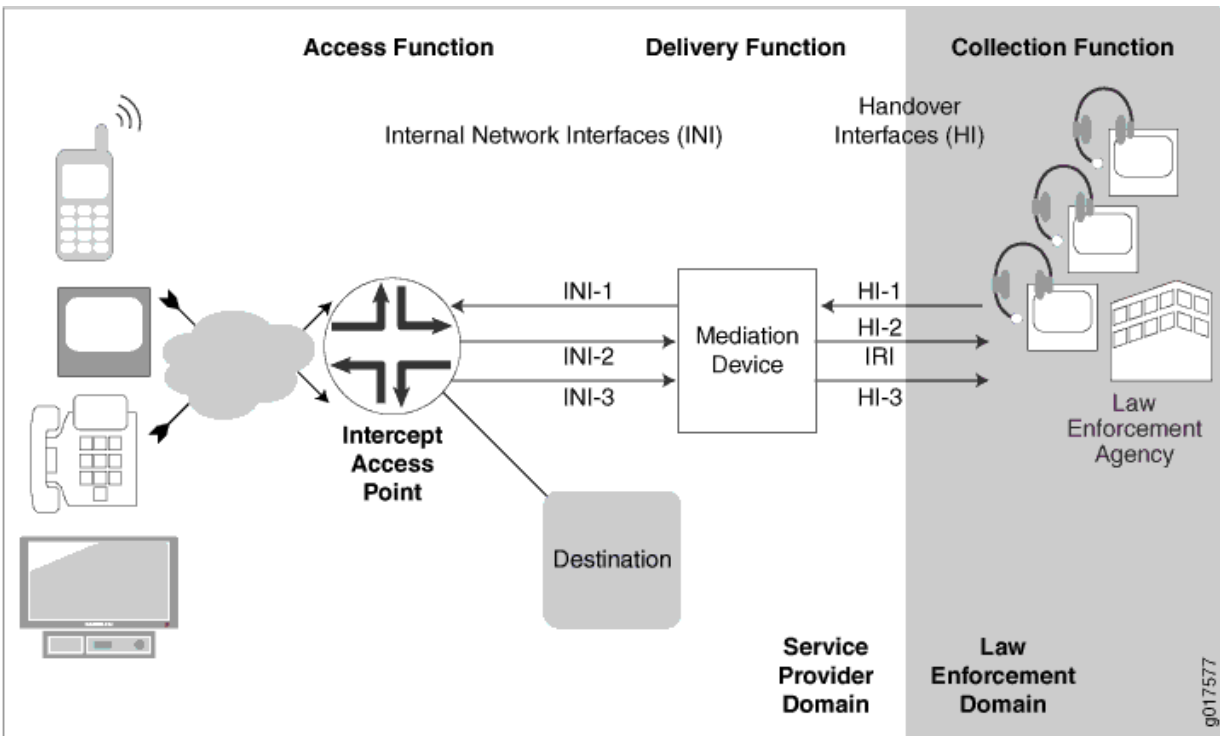 Access Function
Delivery Function
Collection Function
Internal Network Interfaces (INI)
Handover
Interfaces (HI)
INI-1
INI-2
INI-3
Mediation
Device
HI-1
HI-2
IRI
HI-3
Intercept
Access
Point
Law
Enforcement
Agency
Destination
Service
Provider
Domain
Law
Enforcement
Domain
g017577